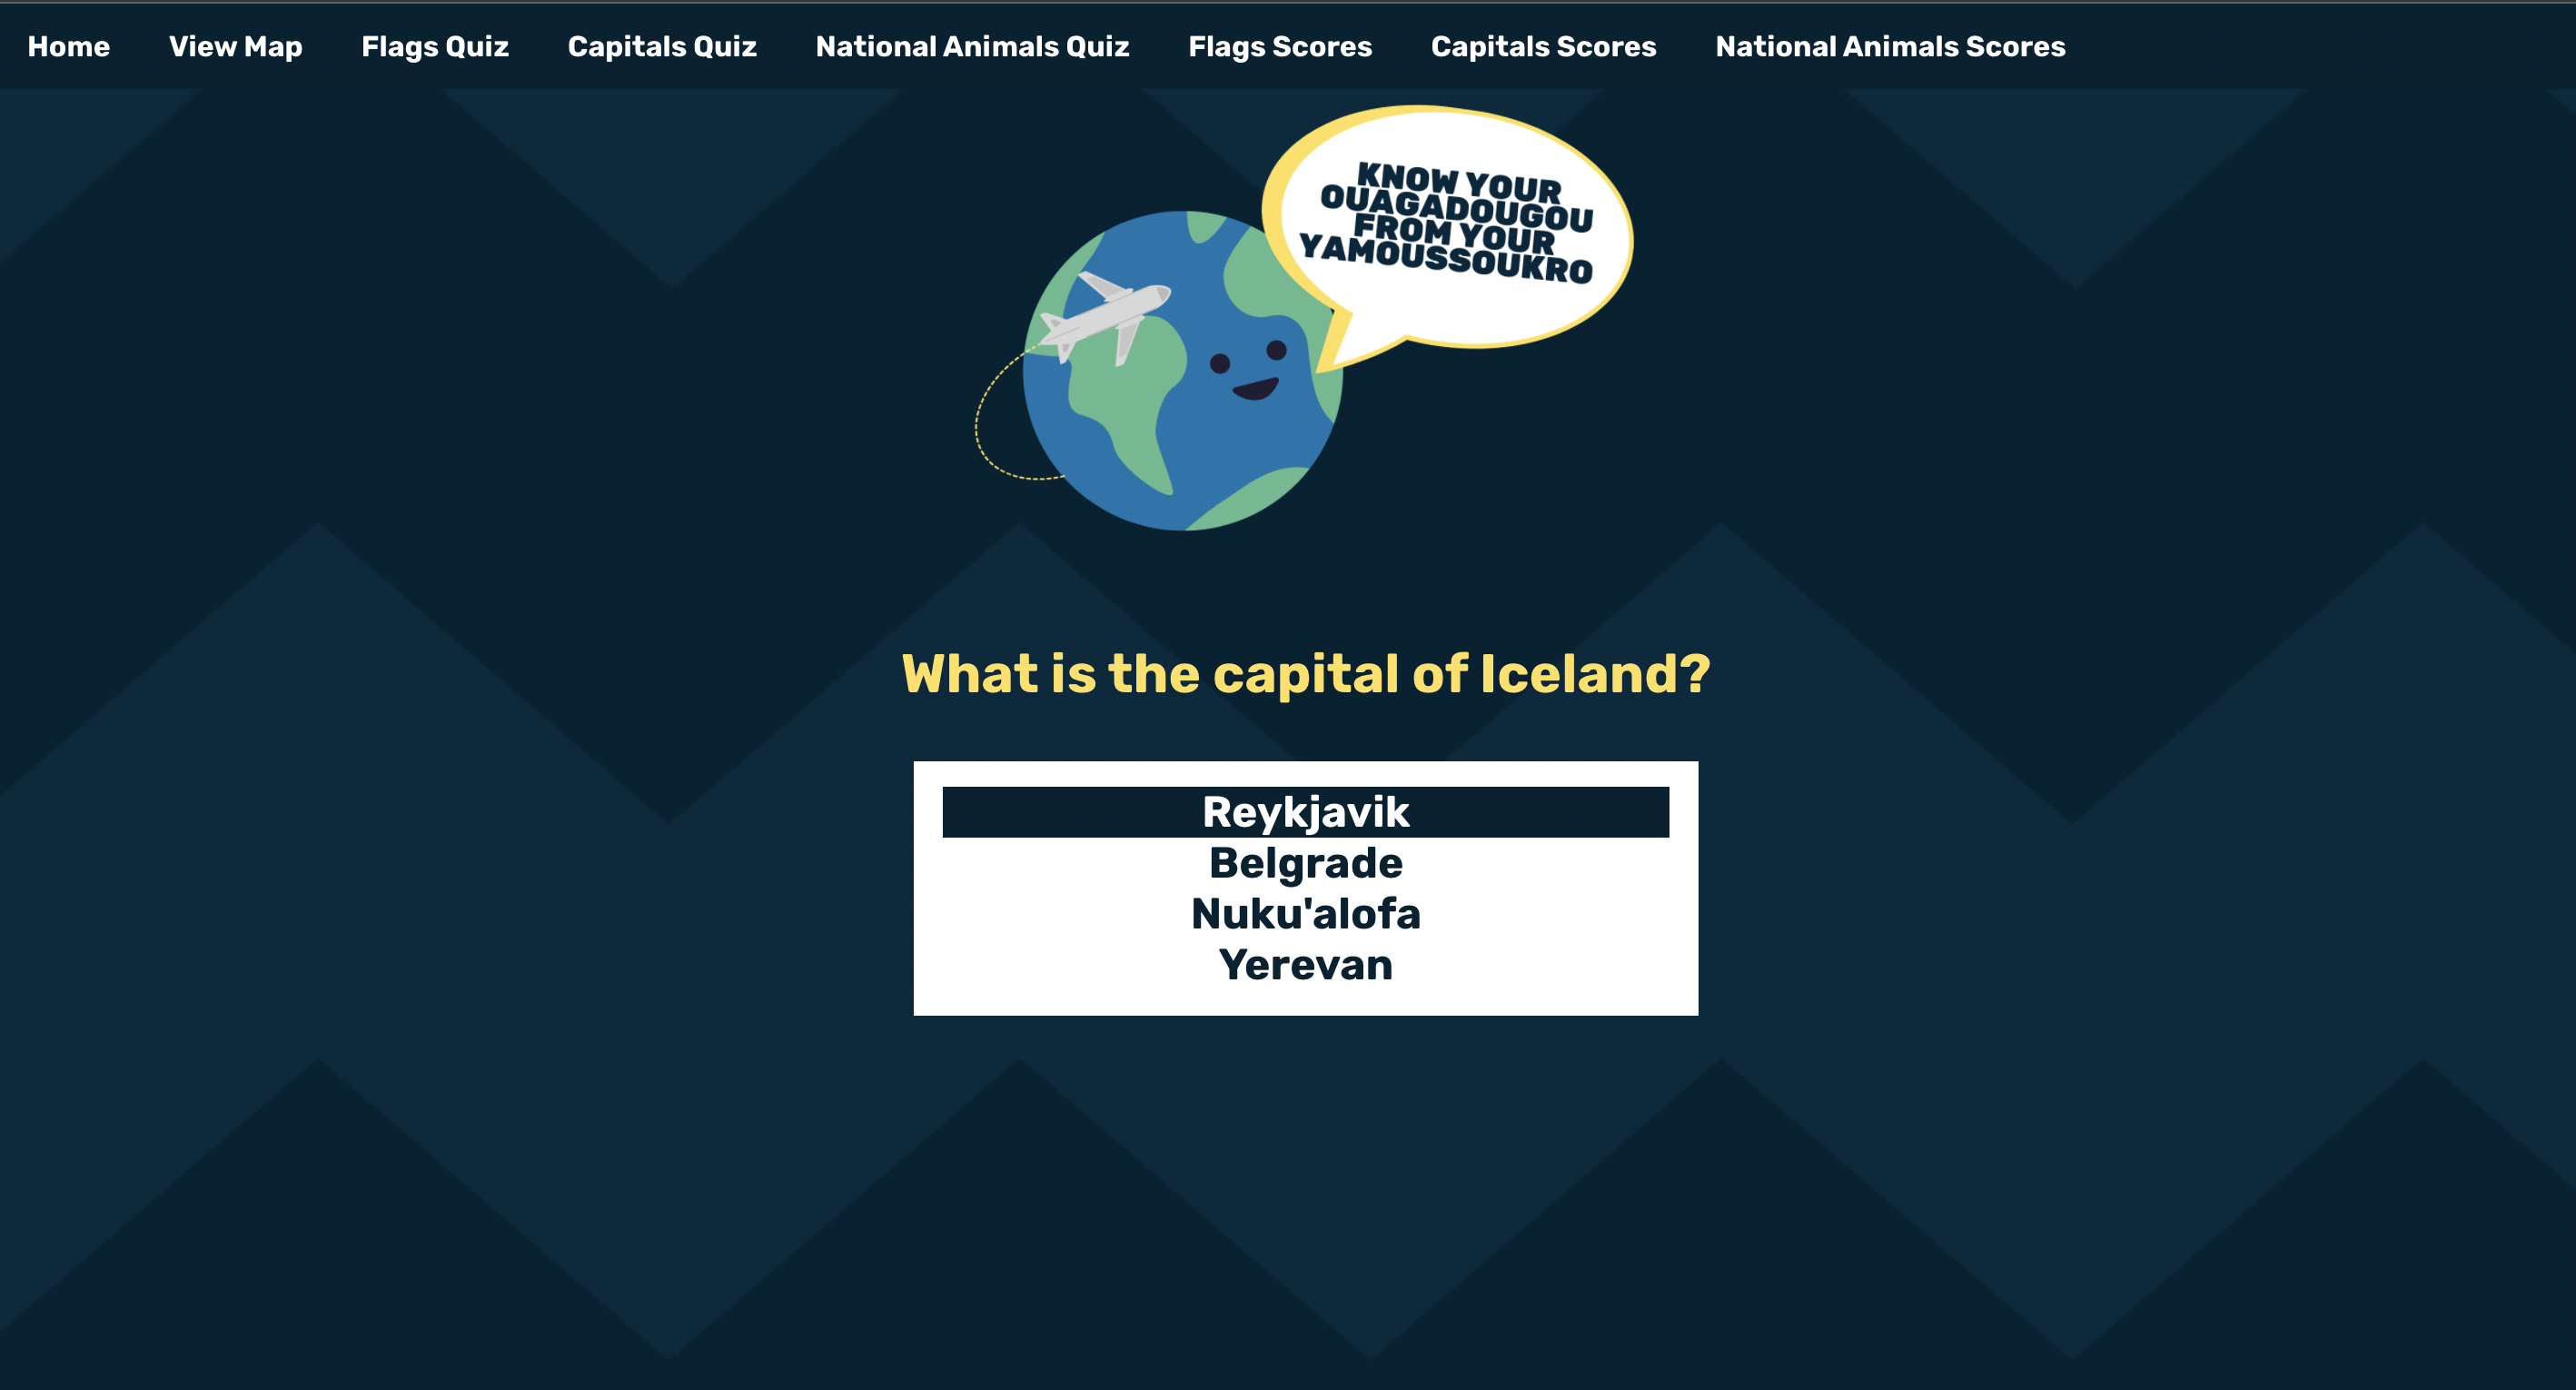 Home View Map Flags Quiz Capitals Quiz National Animals Quiz Flags Scores Capitals Scores National Animals Scores
KNOW YOUR
OUAGADOUGOU
FROM YOUR
YAMOUSSOUKRO
What is the capital of Iceland?
Reykjavik
Belgrade
Nuku'alofa
Yerevan